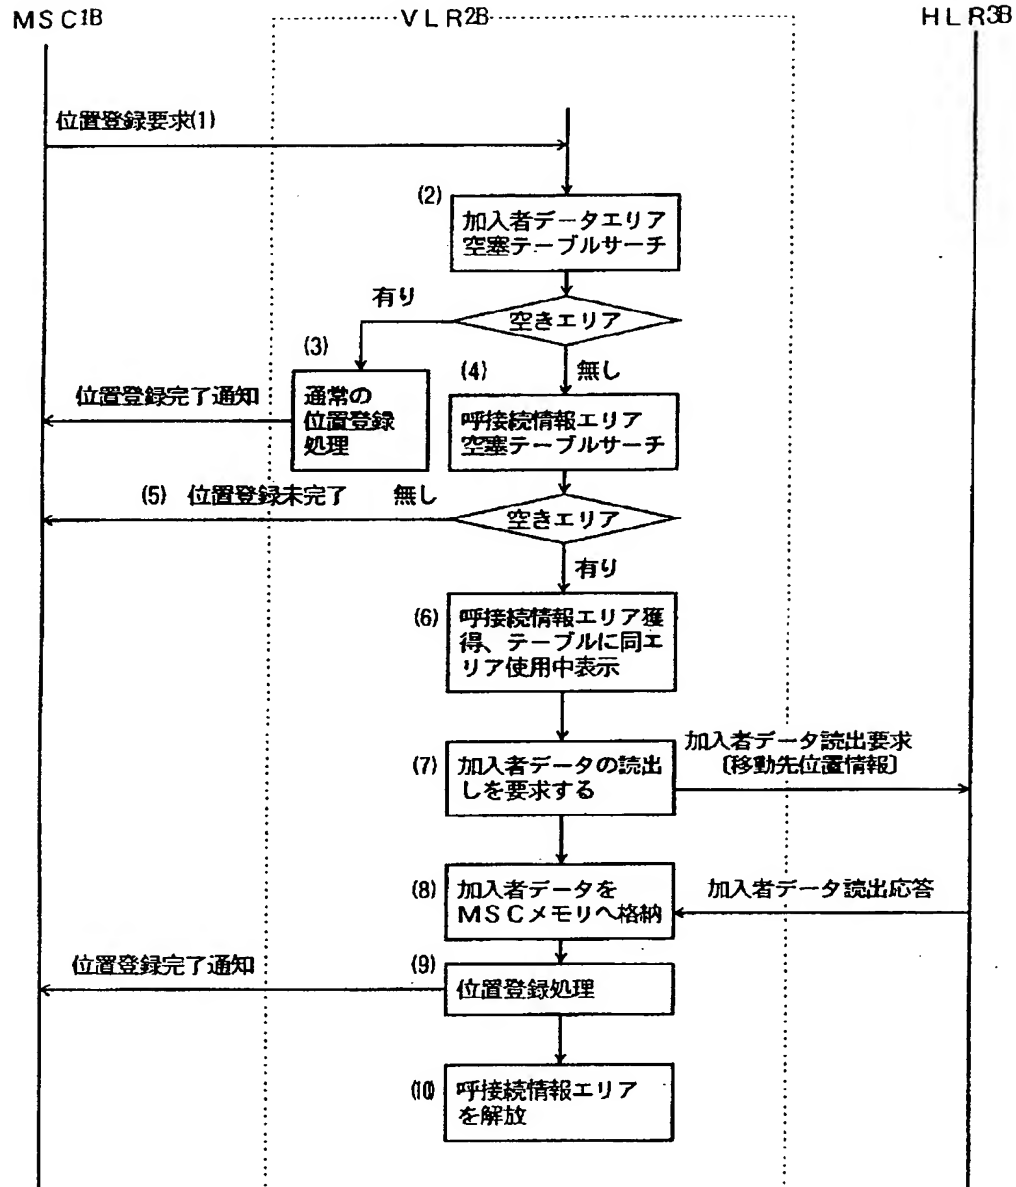 MSC1B
VLR2B
HLR3B
位置登録要求(1)
(2)
加入者データエリア
空塞テーブルサーチ
有り
空きエリア
(3)
無し
(4)
位置登録完了通知
通常の
位置登録
処理
呼接続情報エリア
空塞テーブルサーチ
(5) 位置登録未完了 無し
空きエリア
有り
(6)
呼接続情報エリア獲
得、テーブルに同エ
リア使用中表示
加入者データ読出要求
〔移動先位置情報〕
(7)
加入者データの読出
しを要求する
(8)
加入者データを
MSCメモリへ格納
加入者データ読出応答
位置登録完了通知
(9)
位置登録処理
(10)
呼接続情報エリア
を解放